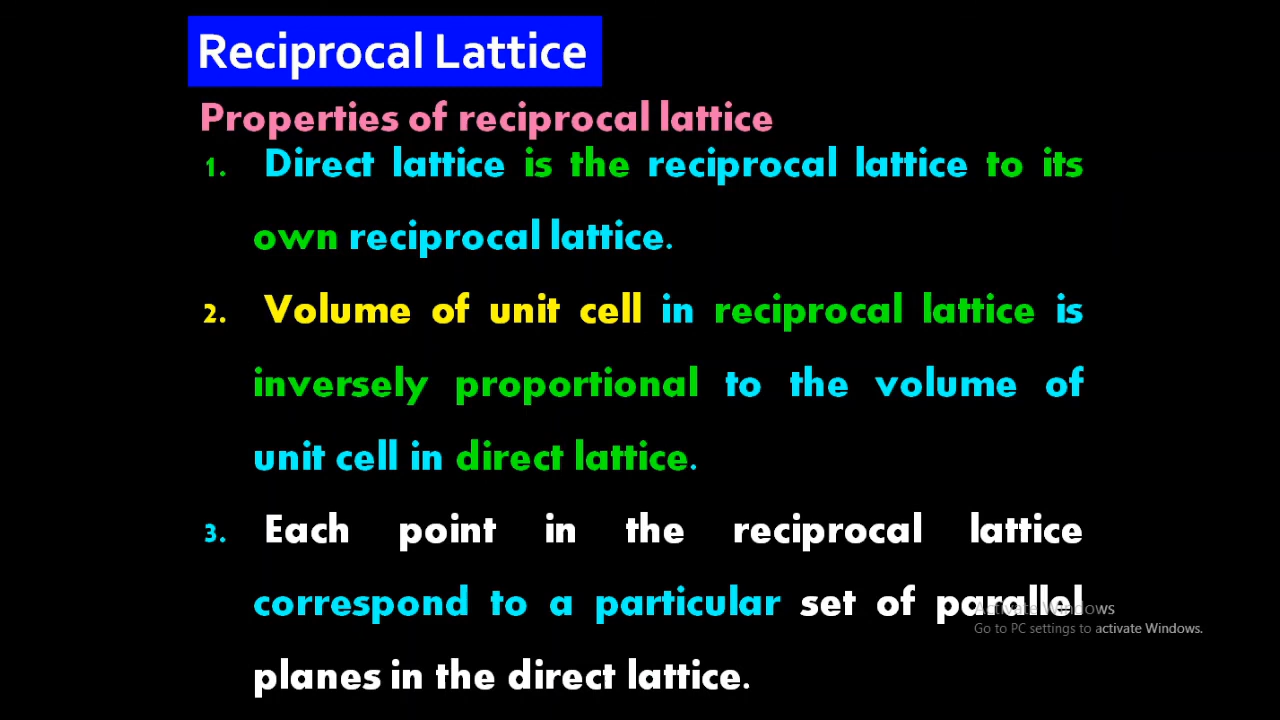 Reciprocal Lattice
Properties of reciprocal lattice
1. Direct lattice is the reciprocal lattice to its
own reciprocal lattice.
2. Volume of unit cell in reciprocal lattice is
inversely proportional to the volume of
unit cell in direct lattice.
3. Each point in the reciprocal lattice
correspond to a particular set of parallel
Activate Windows
Go to PC settings to activate Windows.
planes in the direct lattice.